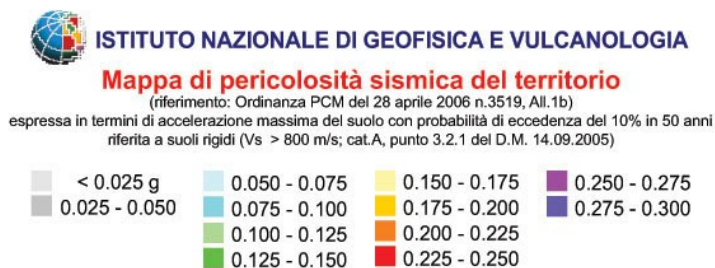 ISTITUTO NAZIONALE DI GEOFISICA E VULCANOLOGIA
Mappa di pericolosità sismica del territorio
(riferimento: Ordinanza PCM del 28 aprile 2006 n.3519, All.1b)
espressa in termini di accelerazione massima del suolo con probabilità di eccedenza del 10% in 50 anni
riferita a suoli rigidi (Vs > 800 m/s; cat.A, punto 3.2.1 del D.M. 14.09.2005)
< 0.025 g
0.025 - 0.050
0.050 - 0.075
0.075 - 0.100
0.100 - 0.125
0.125 - 0.150
0.150 - 0.175
0.175 - 0.200
0.200 - 0.225
0.225 - 0.250
0.250 - 0.275
0.275 - 0.300